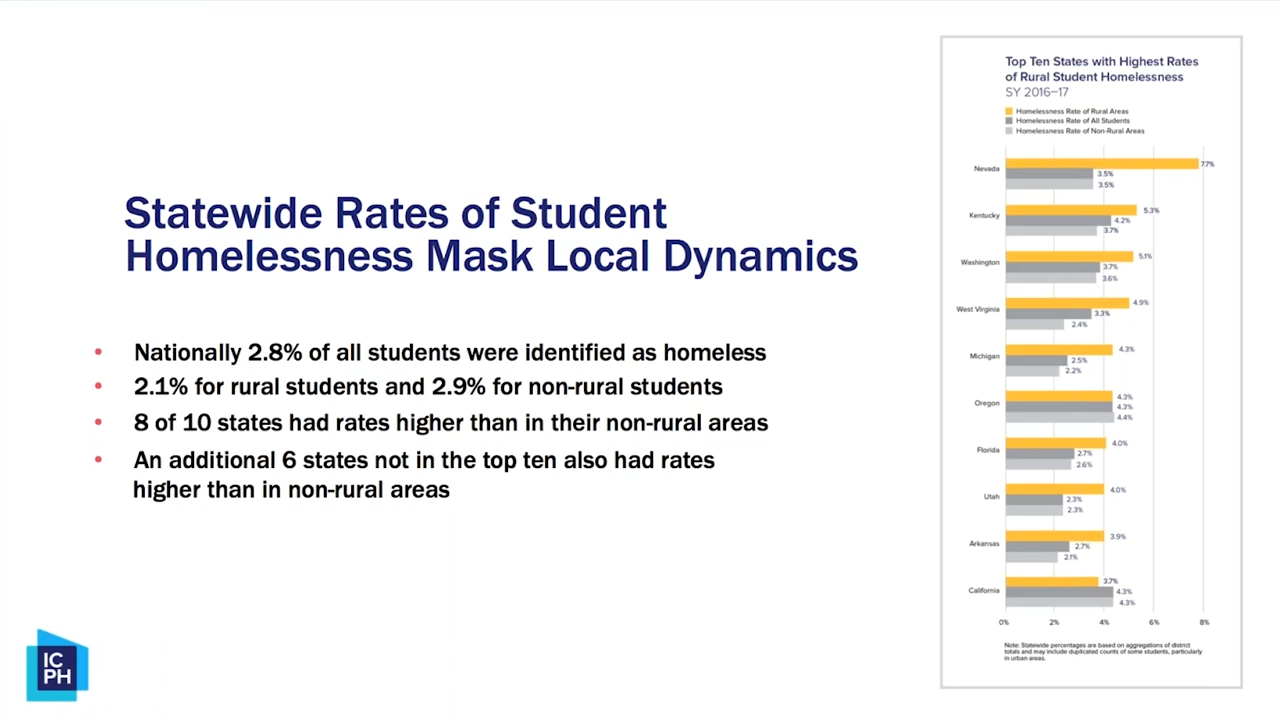 Statewide Rates of Student
Homelessness Mask Local Dynamics
• Nationally 2.8% of all students were identified as homeless
• 2.1% for rural students and 2.9% for non-rural students
• 8 of 10 states had rates higher than in their non-rural areas
• An additional 6 states not in the top ten also had rates
higher than in non-rural areas
IC
PH
Top Ten States with Highest Rates
of Rural Student Homelessness
SY 2016–17
Homelessness Rate of Rural Areas
Homelessness Rate of All Students
Homelessness Rate of Non-Rural Areas
Nevada
7.7%
3.5%
3.5%
Kentucky
5.3%
4.2%
3.7%
Washington
5.1%
3.7%
3.6%
West Virginia
4.9%
3.3%
2.4%
Michigan
4.3%
2.5%
2.2%
Oregon
4.3%
4.3%
4.4%
Florida
4.0%
2.7%
2.6%
Utah
4.0%
2.3%
2.3%
Arkansas
3.9%
2.7%
2.1%
California
3.7%
4.3%
4.3%
0% 2% 4% 6% 8%
Note: Statewide percentages are based on aggregations of district
totals and may include duplicated counts of some students, particularly
in urban areas.